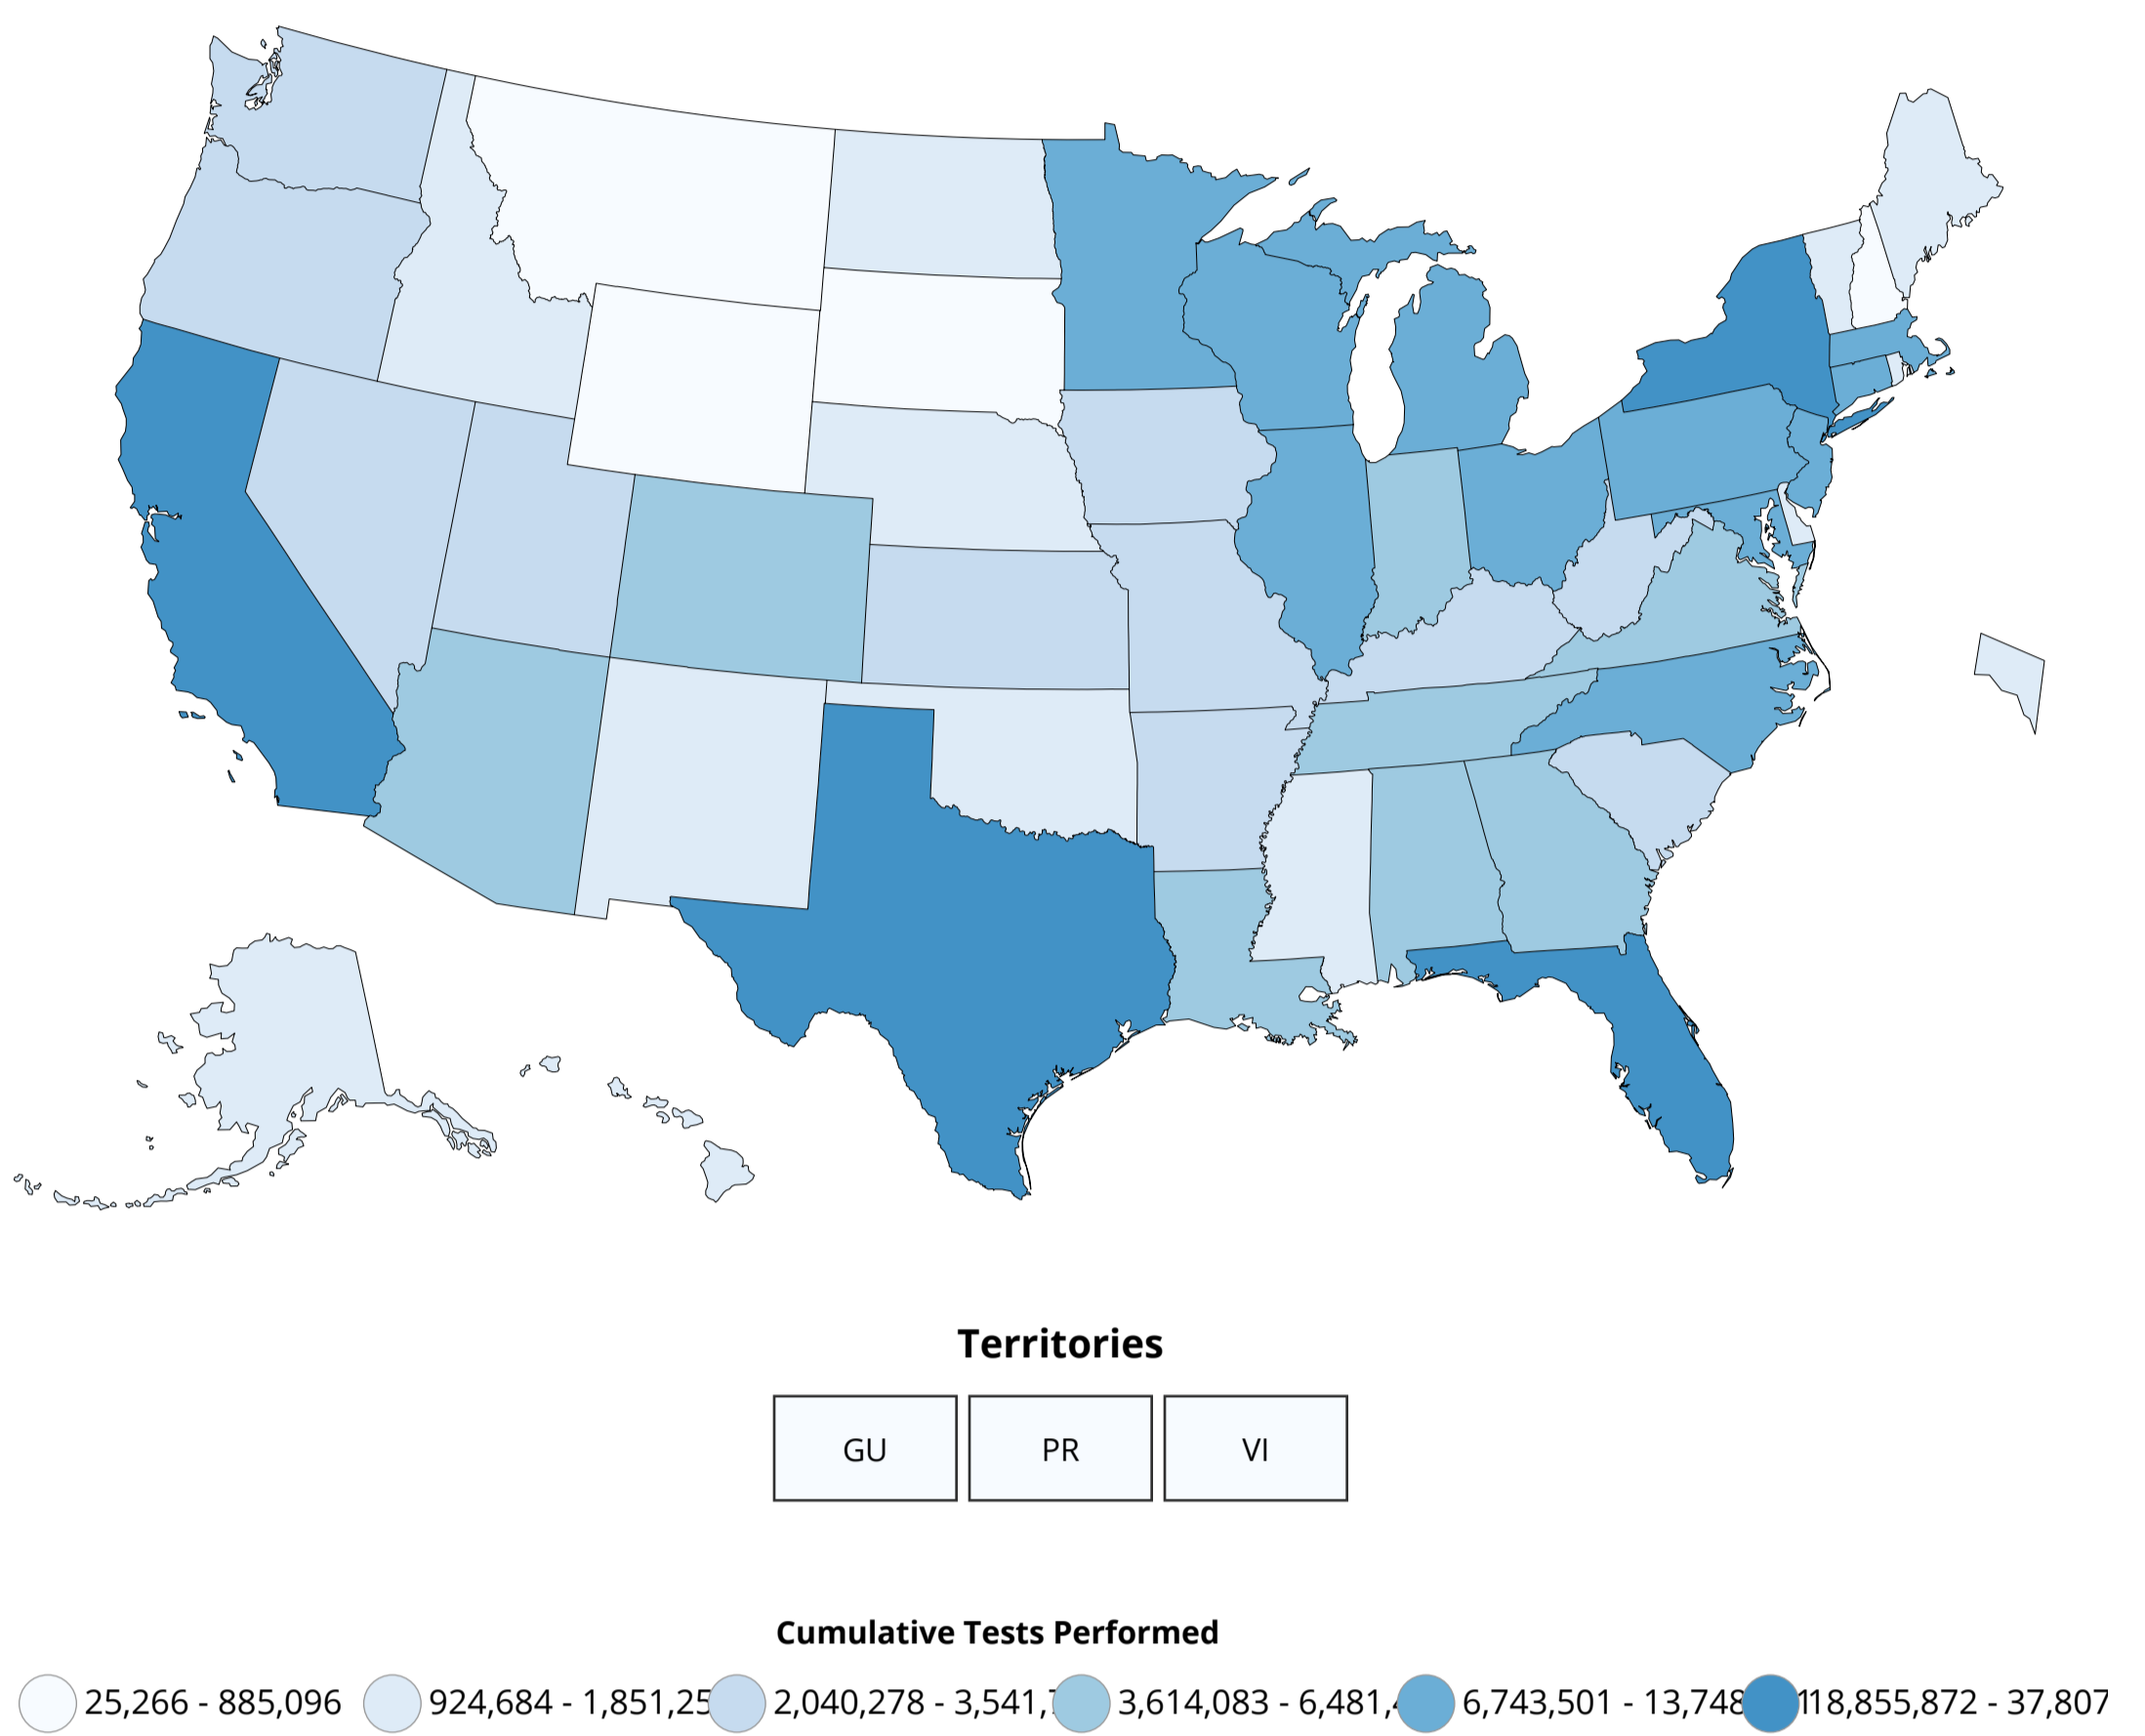 Territories
GU PR VI
Cumulative Tests Performed
25,266 - 885,096 924,684 - 1,851,25 2,040,278 - 3,541, 3,614,083 - 6,481, 6,743,501 - 13,748 18,855,872 - 37,807